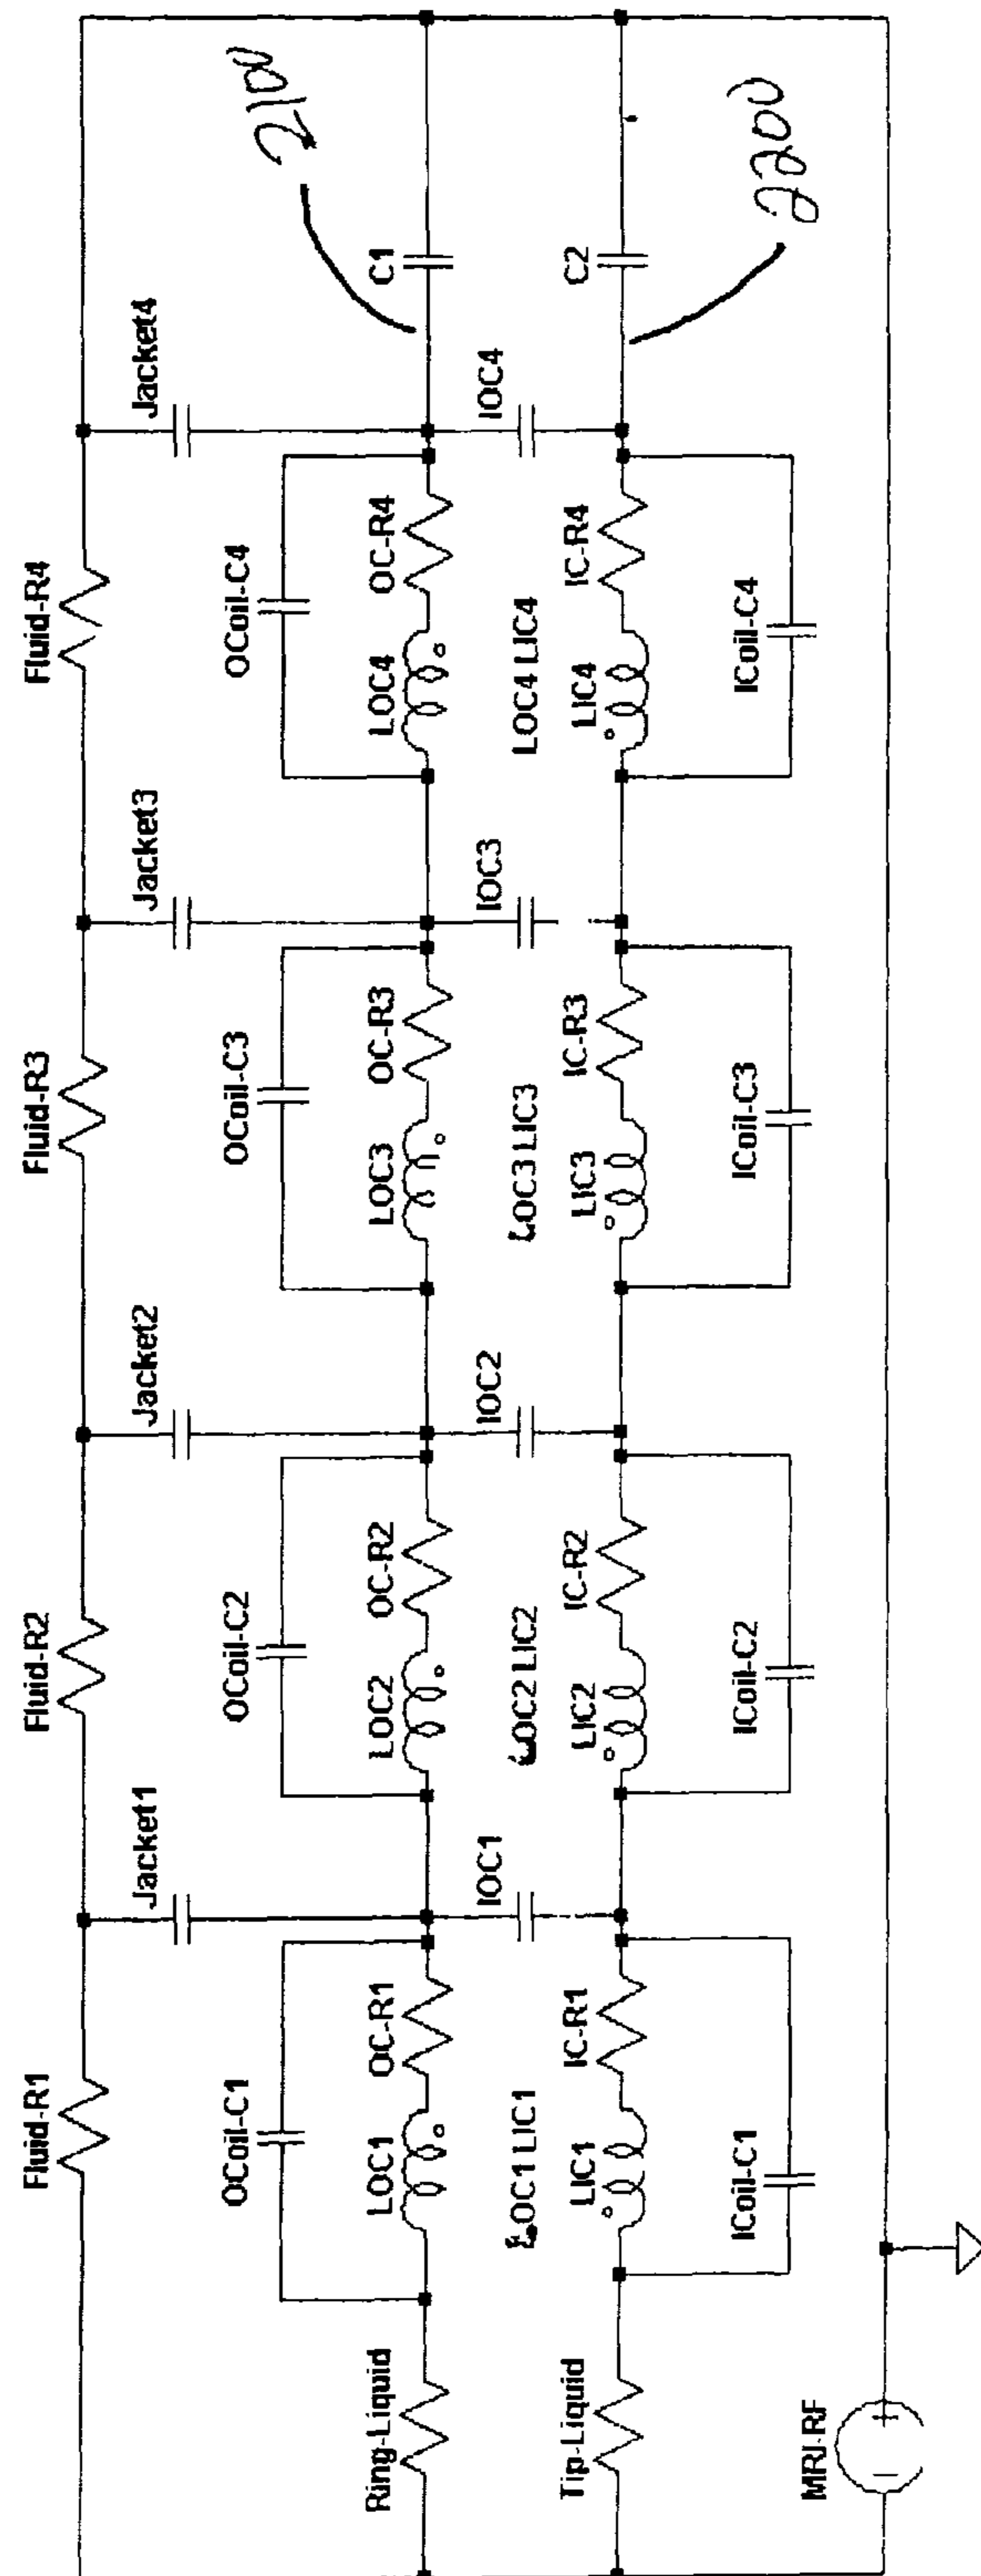 Fluid-R1 Fluid-R2 Fluid-R3 Fluid-R4
Jacket1 Jacket2 Jacket3 Jacket4
OCoil-C1 OCoil-C2 OCoil-C3 OCoil-C4
2100
Ring-Liquid LOC1 OC-R1 LOC2 OC-R2 LOC3 OC-R3 LOC4 OC-R4 C1
IOC1 IOC2 IOC3 IOC4
LOC1 LIC1 LOC2 LIC2 LOC3 LIC3 LOC4 LIC4
Tip-Liquid LIC1 IC-R1 LIC2 IC-R2 LIC3 IC-R3 LIC4 IC-R4 C2
ICoil-C1 ICoil-C2 ICoil-C3 ICoil-C4
2200
MRI-RF